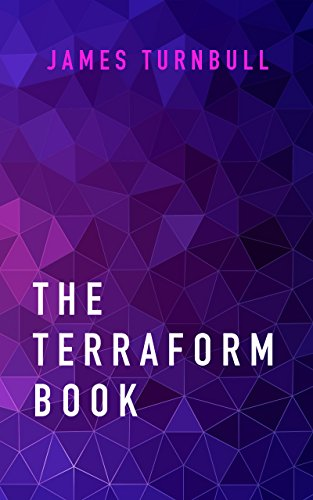 JAMES TURNBULL
THE
TERRAFORM
BOOK